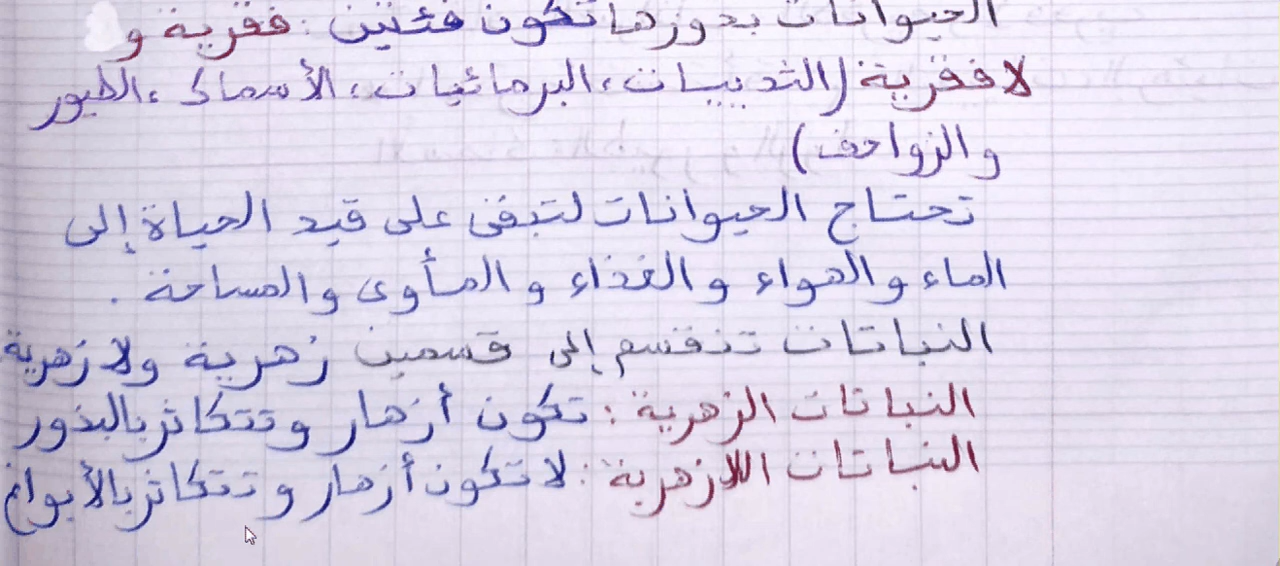 الحيوانات بدورها تكون فئتين : فقرية و
لا فقرية (الثدييات، البرمائيات، الأسماك، الطيور
والزواحف)
تحتاج الحيوانات لتبقى على قيد الحياة إلى
الماء والهواء والغذاء والمأوى والمساحة.
النباتات تنقسم إلى قسمين زهرية ولا زهرية
النباتات الزهرية : تكون أزهار وتتكاثر بالبذور
النباتات اللازهرية : لا تكون أزهار وتتكاثر بالأبواغ